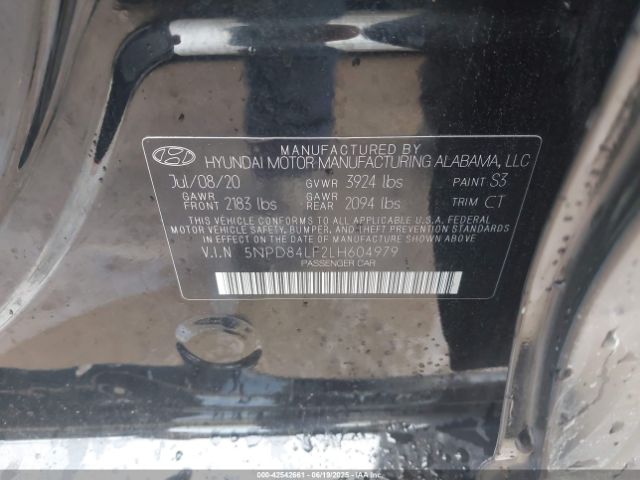 MANUFACTURED BY
HYUNDAI MOTOR MANUFACTURING ALABAMA, LLC
Jul/08/20 GVWR 3924 lbs PAINT S3
GAWR FRONT 2183 lbs GAWR REAR 2094 lbs TRIM CT
THIS VEHICLE CONFORMS TO ALL APPLICABLE U.S.A. FEDERAL
MOTOR VEHICLE SAFETY, BUMPER, AND THEFT PREVENTION
STANDARDS IN EFFECT ON THE DATE OF MANUFACTURE SHOWN ABOVE.
V.I.N 5NPD84LF2LH604979
PASSENGER CAR
000-42542661 - 06/19/2025 - IAAI.COM